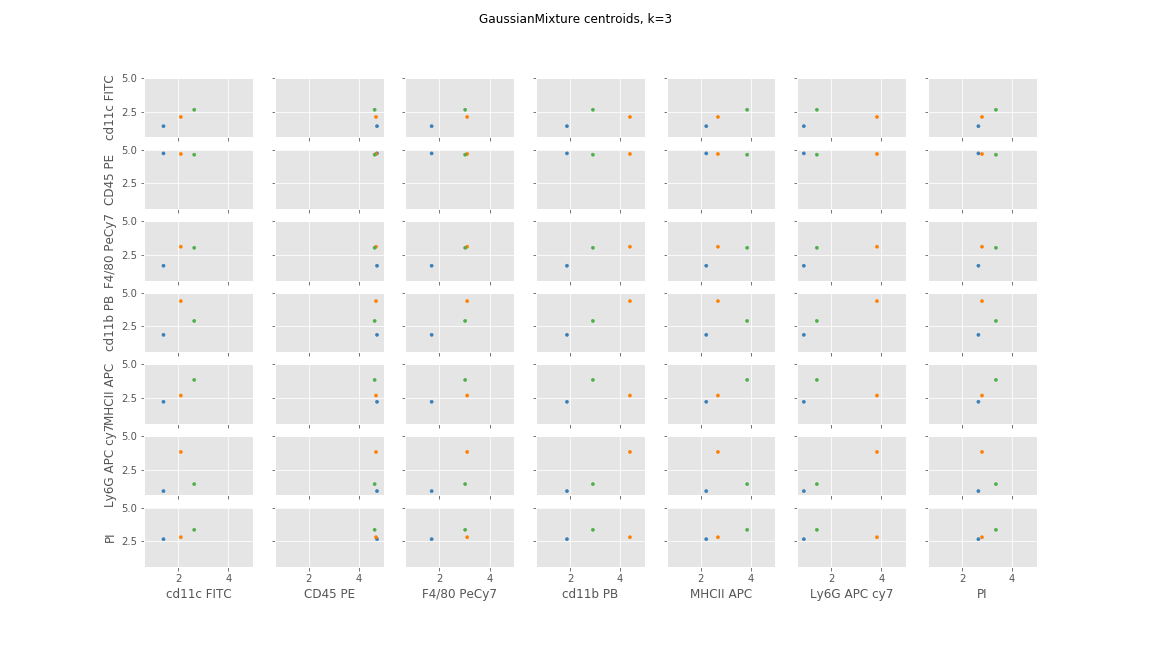 GaussianMixture centroids, k=3
cd11c FITC
5.0
2.5
CD45 PE
5.0
2.5
F4/80 PeCy7
5.0
2.5
cd11b PB
5.0
2.5
MHCII APC
5.0
2.5
Ly6G APC cy7
5.0
2.5
PI
5.0
2.5
2 4 2 4 2 4 2 4 2 4 2 4 2 4
cd11c FITC CD45 PE F4/80 PeCy7 cd11b PB MHCII APC Ly6G APC cy7 PI